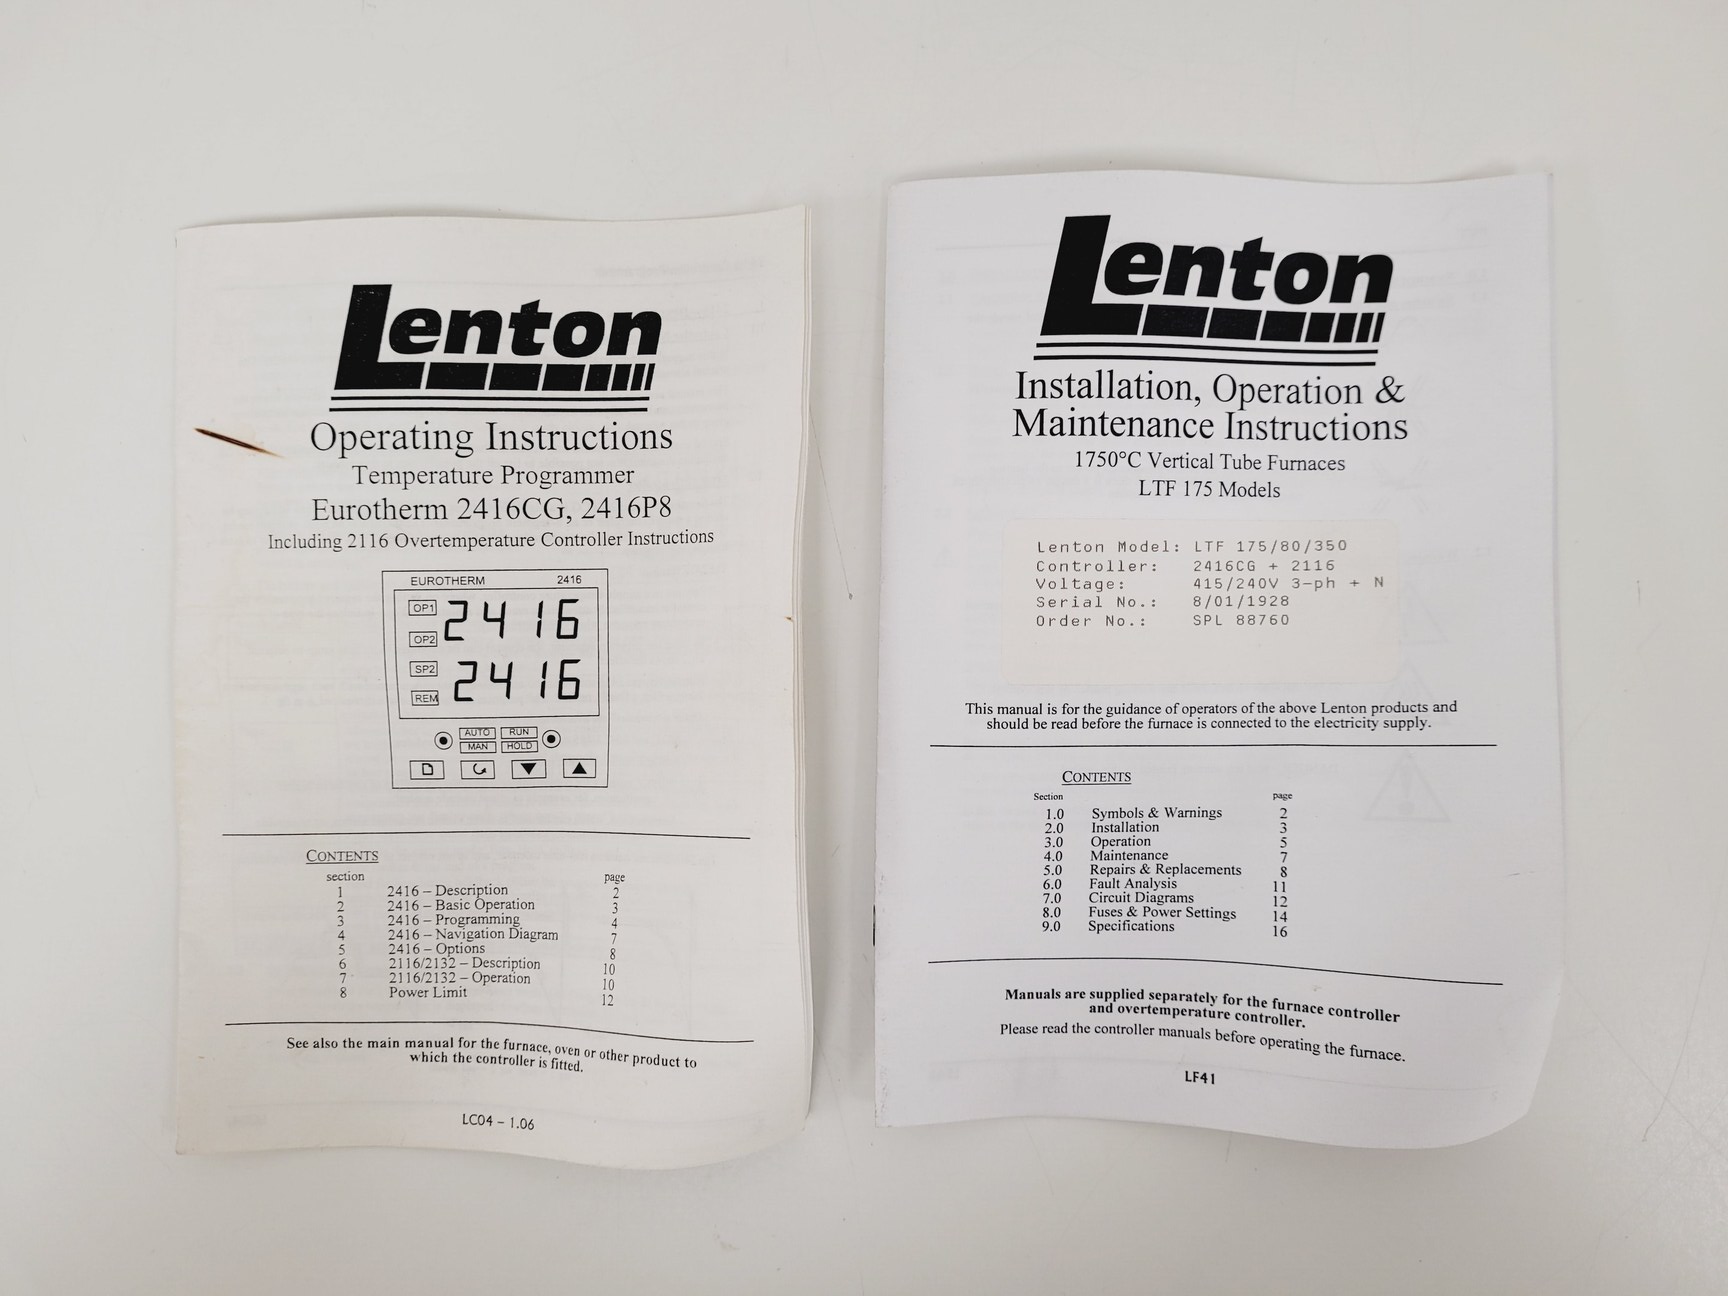 Lenton
Operating Instructions
Temperature Programmer
Eurotherm 2416CG, 2416P8
Including 2116 Overtemperature Controller Instructions
EUROTHERM 2416
OP1
2416
OP2
SP2
2416
REM
AUTO RUN
MAN HOLD
CONTENTS
section page
1 2416 – Description 2
2 2416 – Basic Operation 3
3 2416 – Programming 4
4 2416 – Navigation Diagram 7
5 2416 – Options 8
6 2116/2132 – Description 10
7 2116/2132 – Operation 10
8 Power Limit 12
See also the main manual for the furnace, oven or other product to
which the controller is fitted.
LC04 – 1.06
Lenton
Installation, Operation &
Maintenance Instructions
1750°C Vertical Tube Furnaces
LTF 175 Models
Lenton Model: LTF 175/80/350
Controller: 2416CG + 2116
Voltage: 415/240V 3-ph + N
Serial No.: 8/01/1928
Order No.: SPL 88760
This manual is for the guidance of operators of the above Lenton products and
should be read before the furnace is connected to the electricity supply.
CONTENTS
Section page
1.0 Symbols & Warnings 2
2.0 Installation 3
3.0 Operation 5
4.0 Maintenance 7
5.0 Repairs & Replacements 8
6.0 Fault Analysis 11
7.0 Circuit Diagrams 12
8.0 Fuses & Power Settings 14
9.0 Specifications 16
Manuals are supplied separately for the furnace controller
and overtemperature controller.
Please read the controller manuals before operating the furnace.
LF41